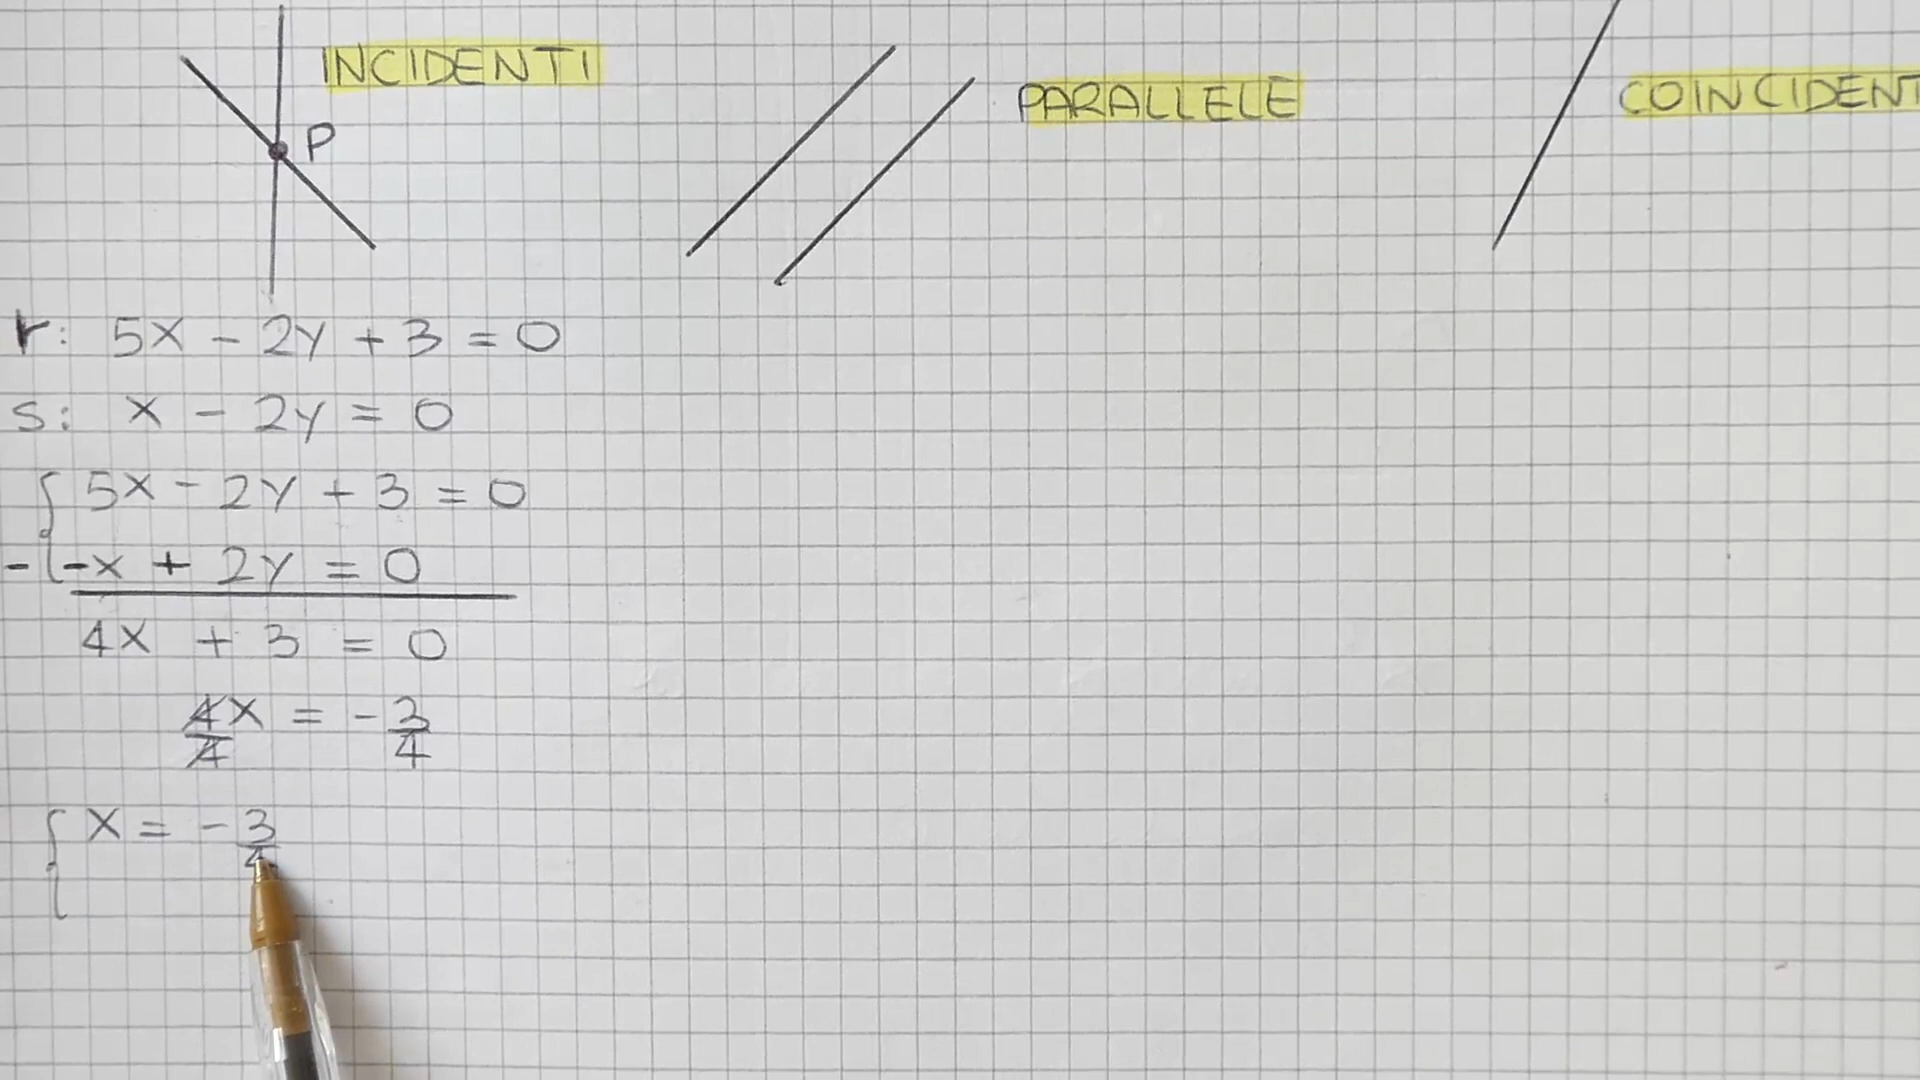 INCIDENTI
P
PARALLELE
COINCIDENT
r: 5x - 2y + 3 = 0
s: x - 2y = 0
{ 5x - 2y + 3 = 0
- { -x + 2y = 0
4x + 3 = 0
4x/4 = - 3/4
{ x = - 3/4